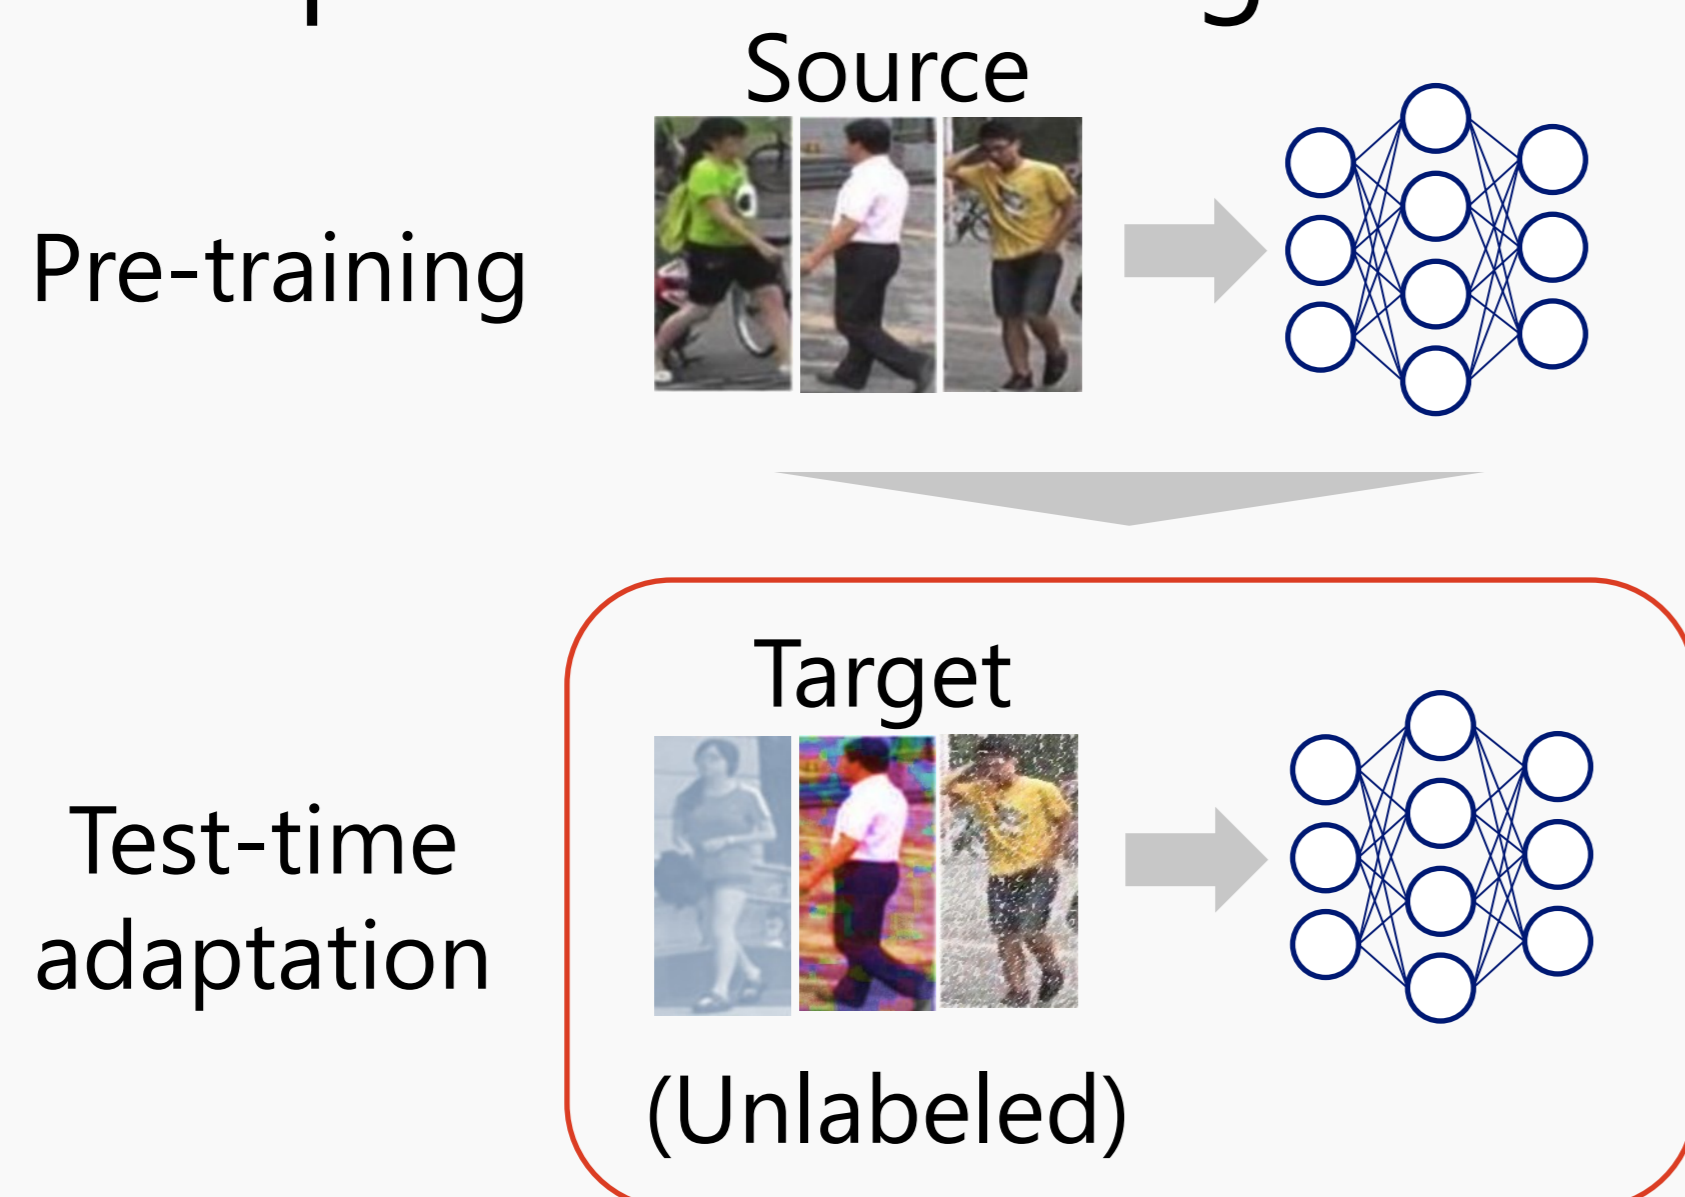 Source
Pre-training
Target
Test-time
adaptation
(Unlabeled)